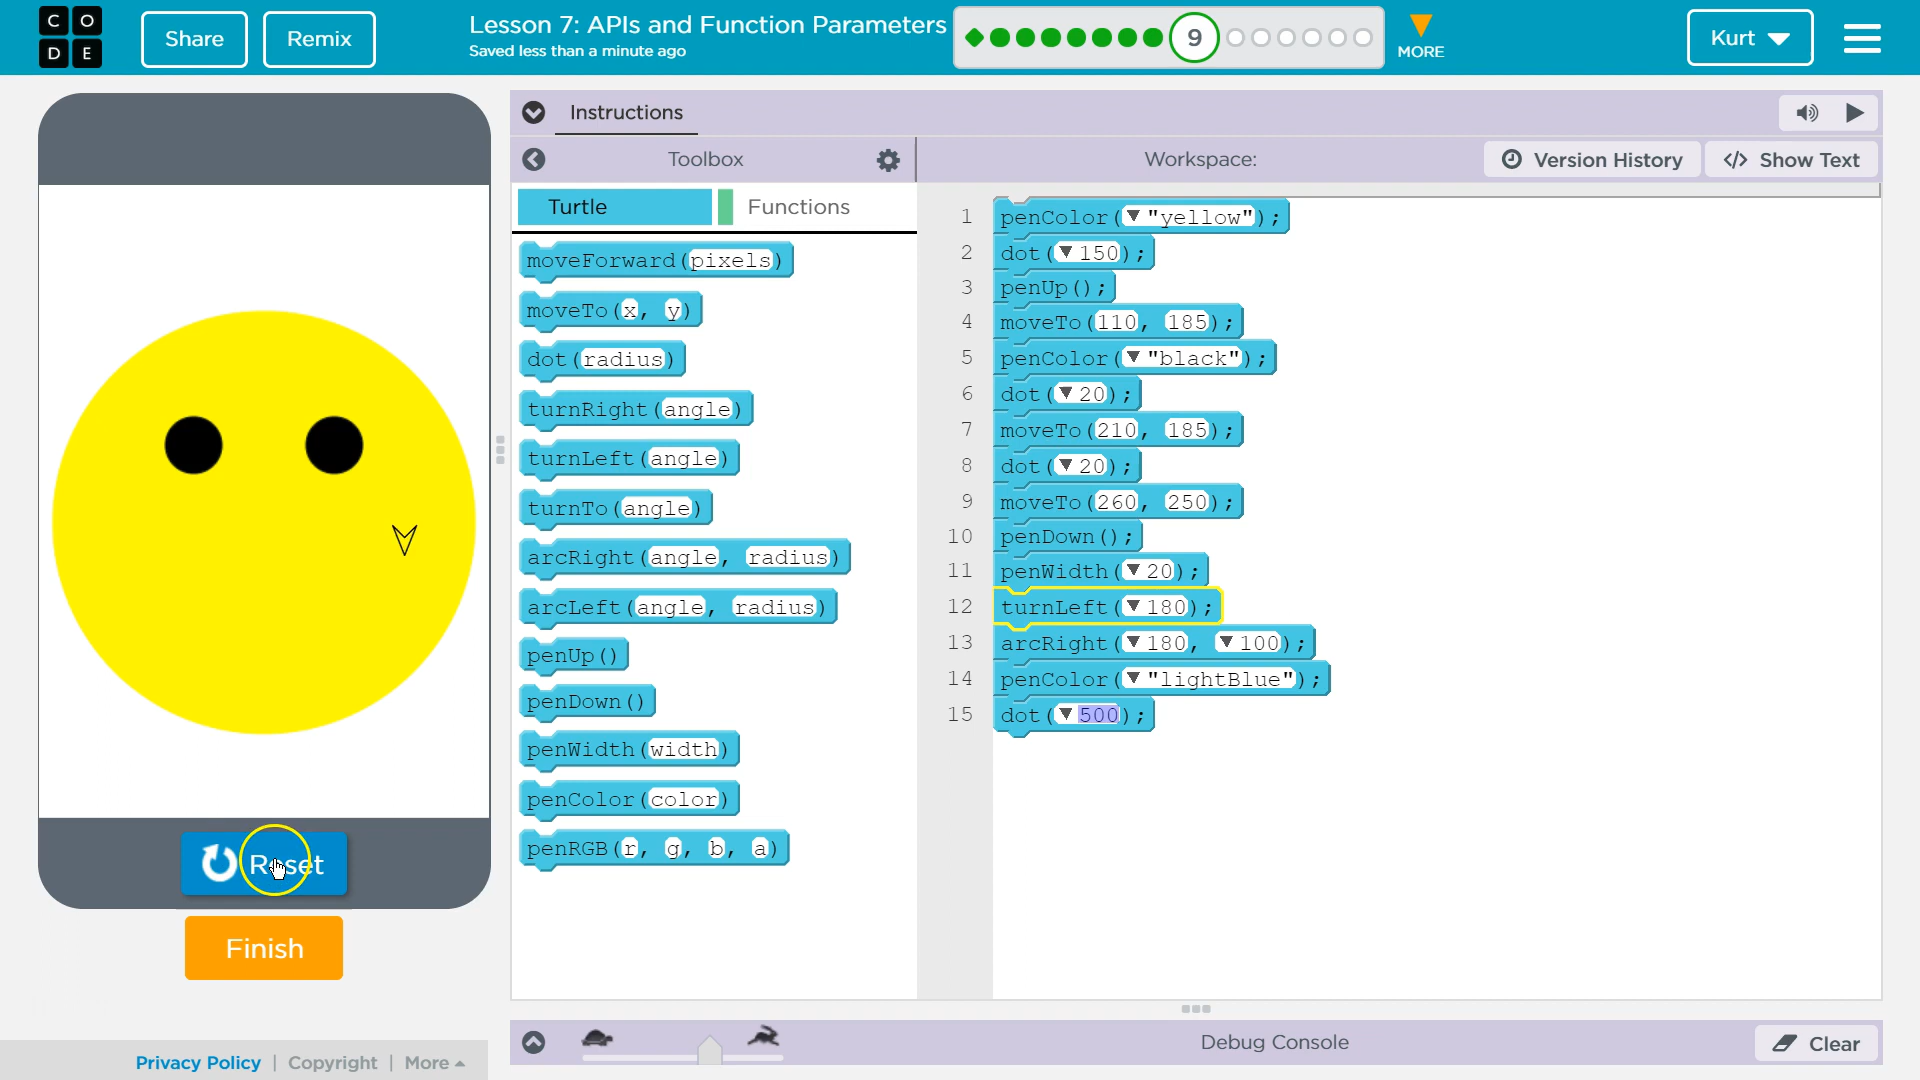 C O
D E
Share
Remix
Lesson 7: APIs and Function Parameters
Saved less than a minute ago
9
MORE
Kurt
Instructions
Toolbox
Workspace:
Version History
</> Show Text
Turtle
Functions
moveForward(pixels)
moveTo(x, y)
dot(radius)
turnRight(angle)
turnLeft(angle)
turnTo(angle)
arcRight(angle, radius)
arcLeft(angle, radius)
penUp()
penDown()
penWidth(width)
penColor(color)
penRGB(r, g, b, a)
1 penColor(▼"yellow");
2 dot(▼150);
3 penUp();
4 moveTo(110, 185);
5 penColor(▼"black");
6 dot(▼20);
7 moveTo(210, 185);
8 dot(▼20);
9 moveTo(260, 250);
10 penDown();
11 penWidth(▼20);
12 turnLeft(▼180);
13 arcRight(▼180, ▼100);
14 penColor(▼"lightBlue");
15 dot(▼500);
Reset
Finish
Privacy Policy | Copyright | More
Debug Console
Clear